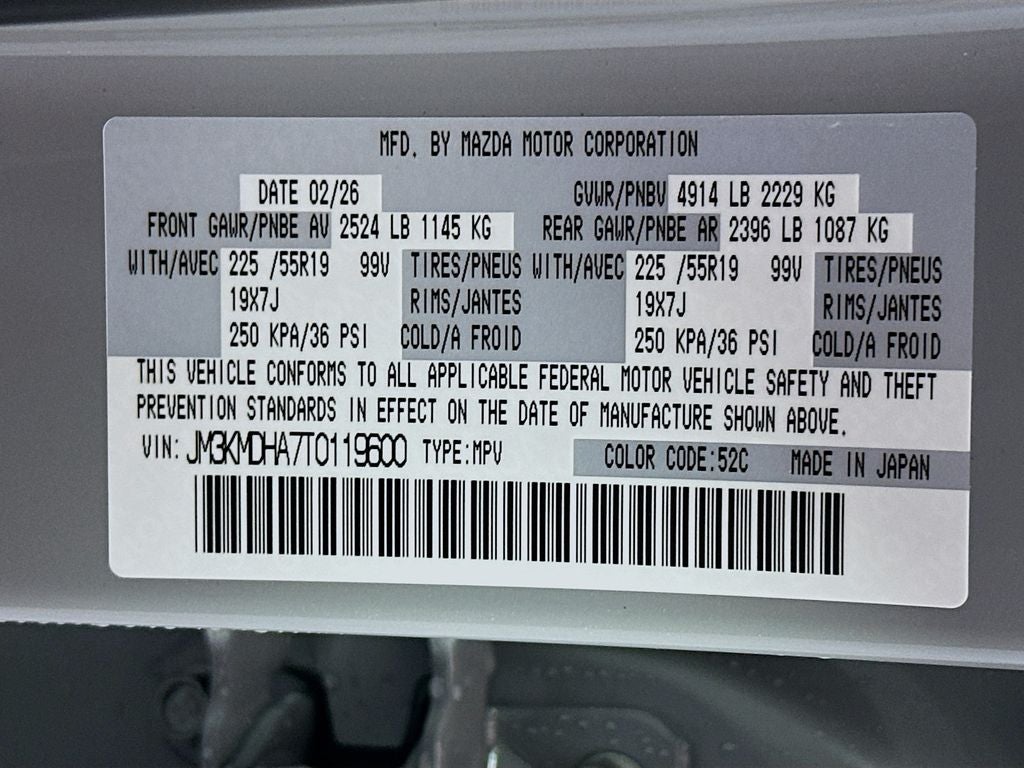 MFD. BY MAZDA MOTOR CORPORATION
DATE 02/26 GVWR/PNBV 4914 LB 2229 KG
FRONT GAWR/PNBE AV 2524 LB 1145 KG REAR GAWR/PNBE AR 2396 LB 1087 KG
WITH/AVEC 225 /55R19 99V TIRES/PNEUS WITH/AVEC 225 /55R19 99V TIRES/PNEUS
19X7J RIMS/JANTES 19X7J RIMS/JANTES
250 KPA/36 PSI COLD/A FROID 250 KPA/36 PSI COLD/A FROID
THIS VEHICLE CONFORMS TO ALL APPLICABLE FEDERAL MOTOR VEHICLE SAFETY AND THEFT
PREVENTION STANDARDS IN EFFECT ON THE DATE OF MANUFACTURE SHOWN ABOVE.
VIN: JM3KMDHA7T0119600 TYPE:MPV COLOR CODE:52C MADE IN JAPAN